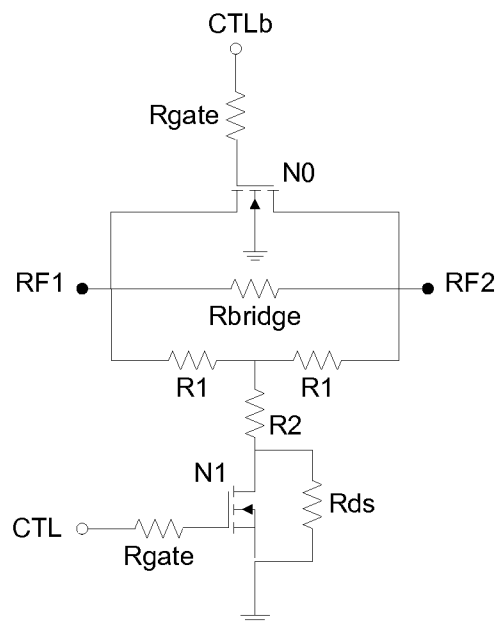 CTLb
Rgate
N0
RF1
RF2
Rbridge
R1
R1
R2
N1
Rds
CTL
Rgate